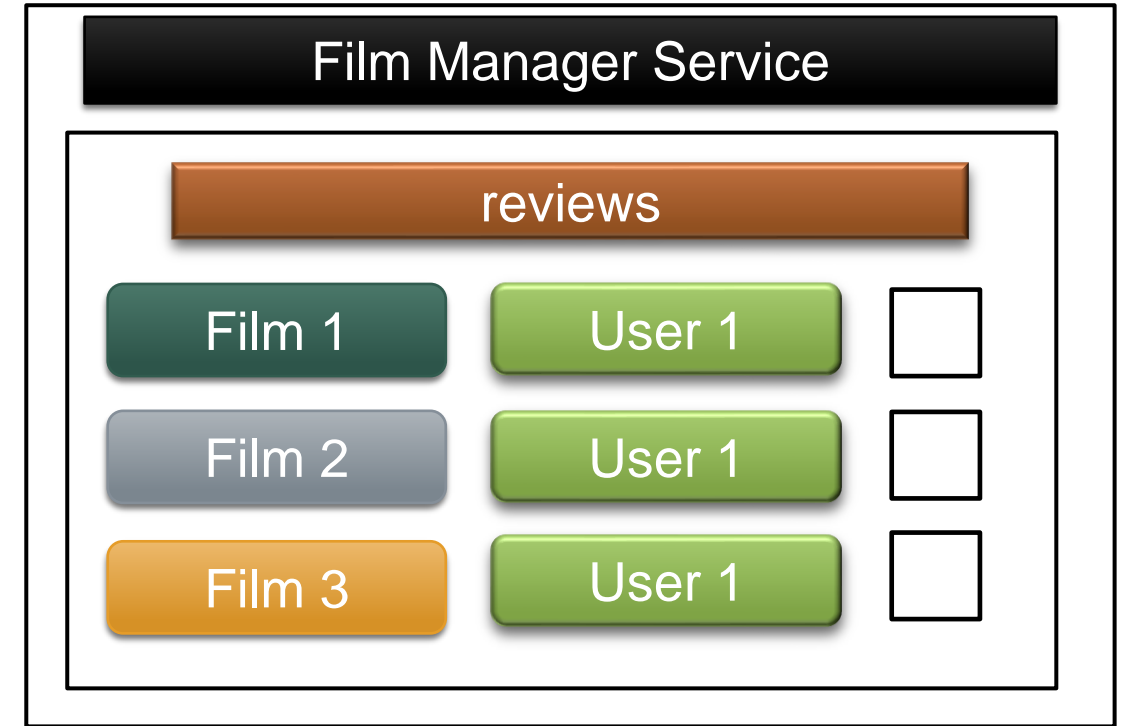 Film Manager Service
reviews
Film 1 User 1
Film 2 User 1
Film 3 User 1